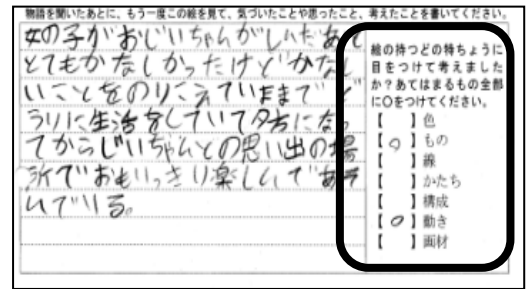 物語を聞いたあとに、もう一度この絵を見て、気づいたことや思ったこと、考えたことを書いてください。
女の子がおじいちゃんがしんだあと
とてもかなしかったけど かなし
いことをのりこえていままでど
うりに生活をしていて夕方になっ
てからじいちゃんとの思い出の場
所でおもいっきり楽しんであそ
んでいる。
絵の持つどの特ちょうに
目をつけて考えました
か?あてはまるもの全部
に○をつけてください。
【 】色
【○】もの
【 】線
【 】かたち
【 】構成
【○】動き
【 】画材